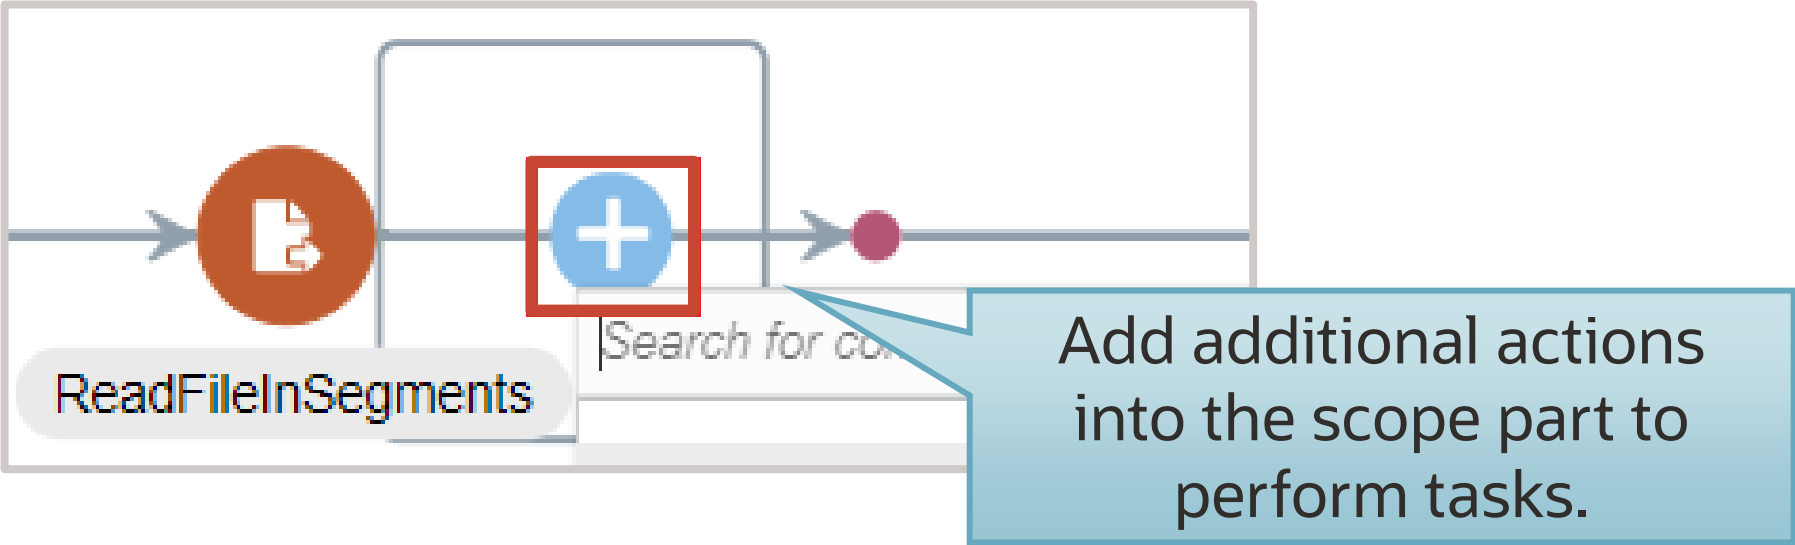 Search for
ReadFileInSegments
Add additional actions
into the scope part to
perform tasks.